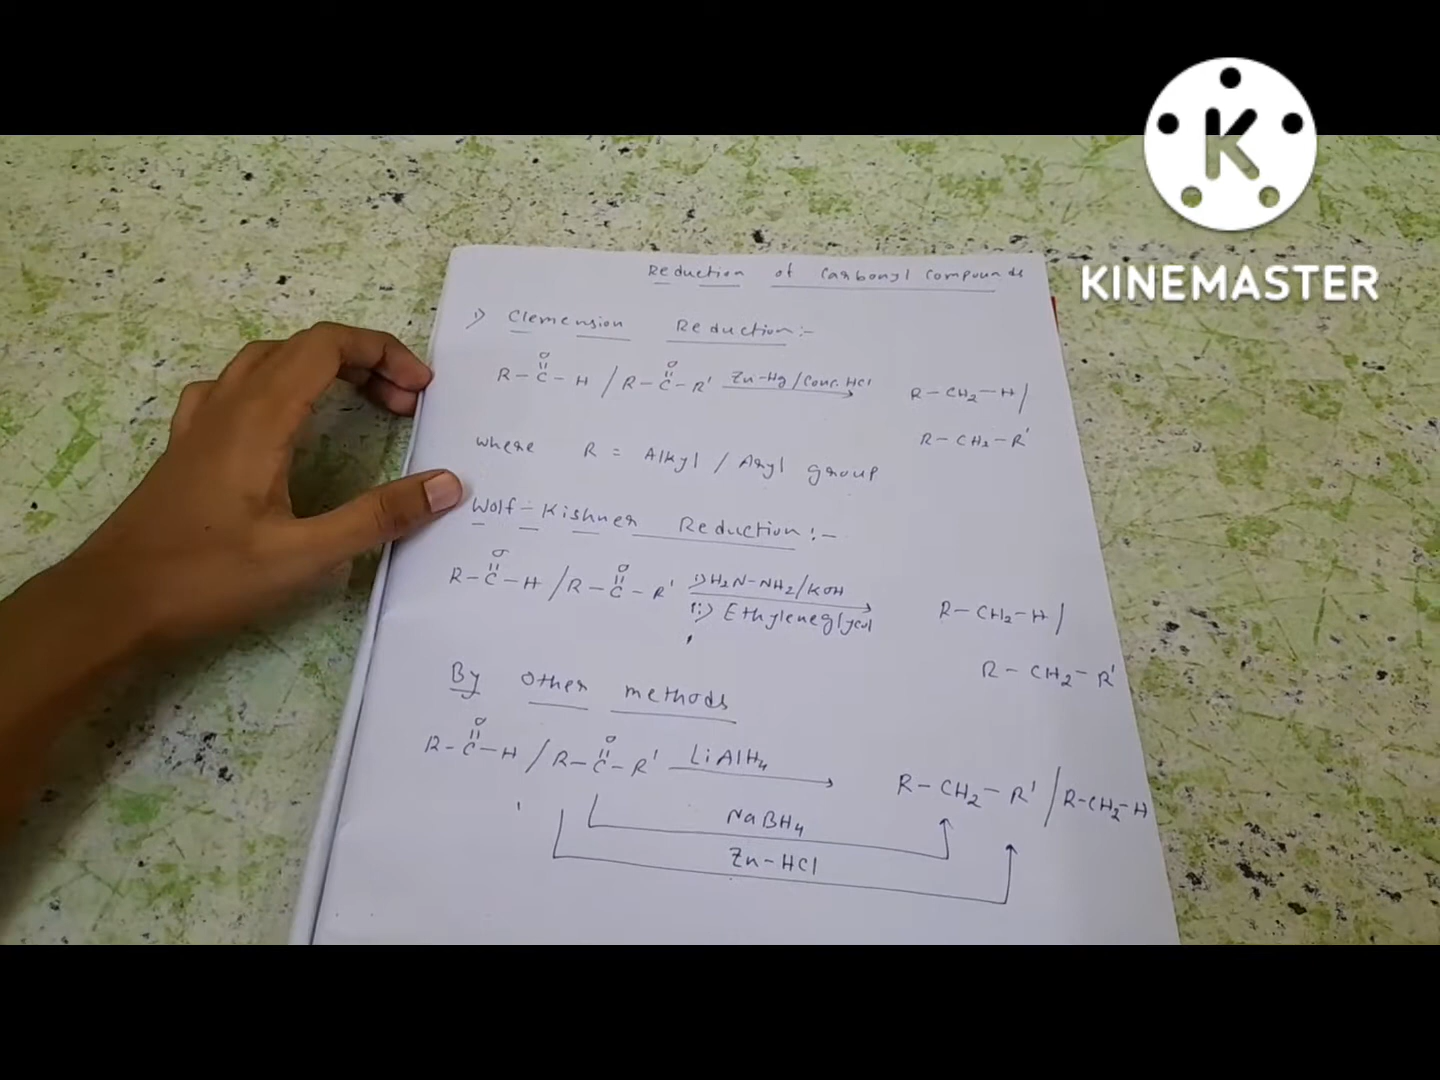 KINEMASTER
Reduction of Carbonyl Compounds
1) Clemension Reduction:-
R-C-H / R-C-R' Zn-Hg/Conc.HCl R-CH2-H/
O O
R-CH2-R'
where R = Alkyl / Aryl group
Wolf-Kishner Reduction:-
O O
R-C-H / R-C-R' i) H2N-NH2/KOH R-CH2-H/
ii) Ethyleneglycol
R-CH2-R'
By other methods
O O
R-C-H / R-C-R' LiAlH4 R-CH2-R' / R-CH2-H
NaBH4
Zn-HCl